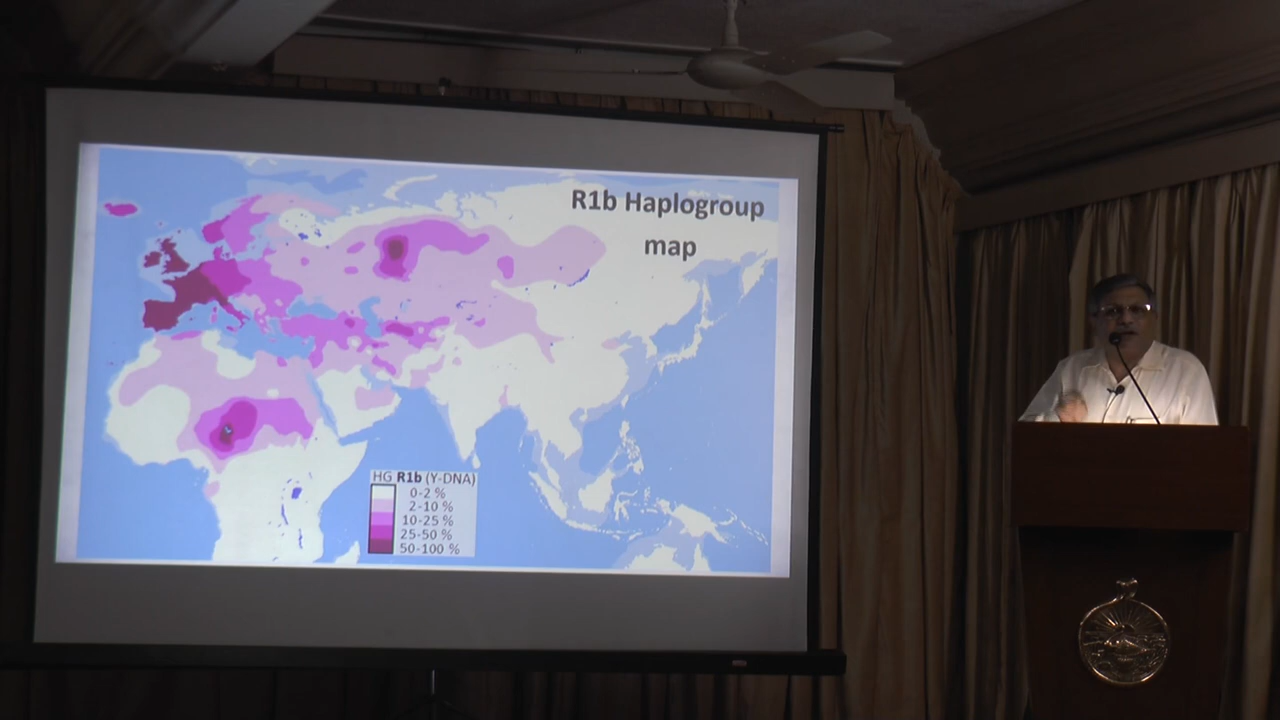 R1b Haplogroup
map
HG R1b (Y-DNA)
0-2 %
2-10 %
10-25 %
25-50 %
50-100 %